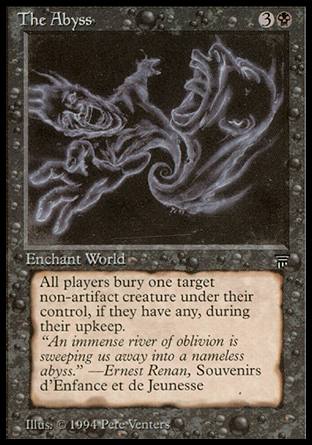 The Abyss 3
Enchant World
All players bury one target
non-artifact creature under their
control, if they have any, during
their upkeep.
"An immense river of oblivion is
sweeping us away into a nameless
abyss." —Ernest Renan, Souvenirs
d'Enfance et de Jeunesse
Illus. © 1994 Pete Venters